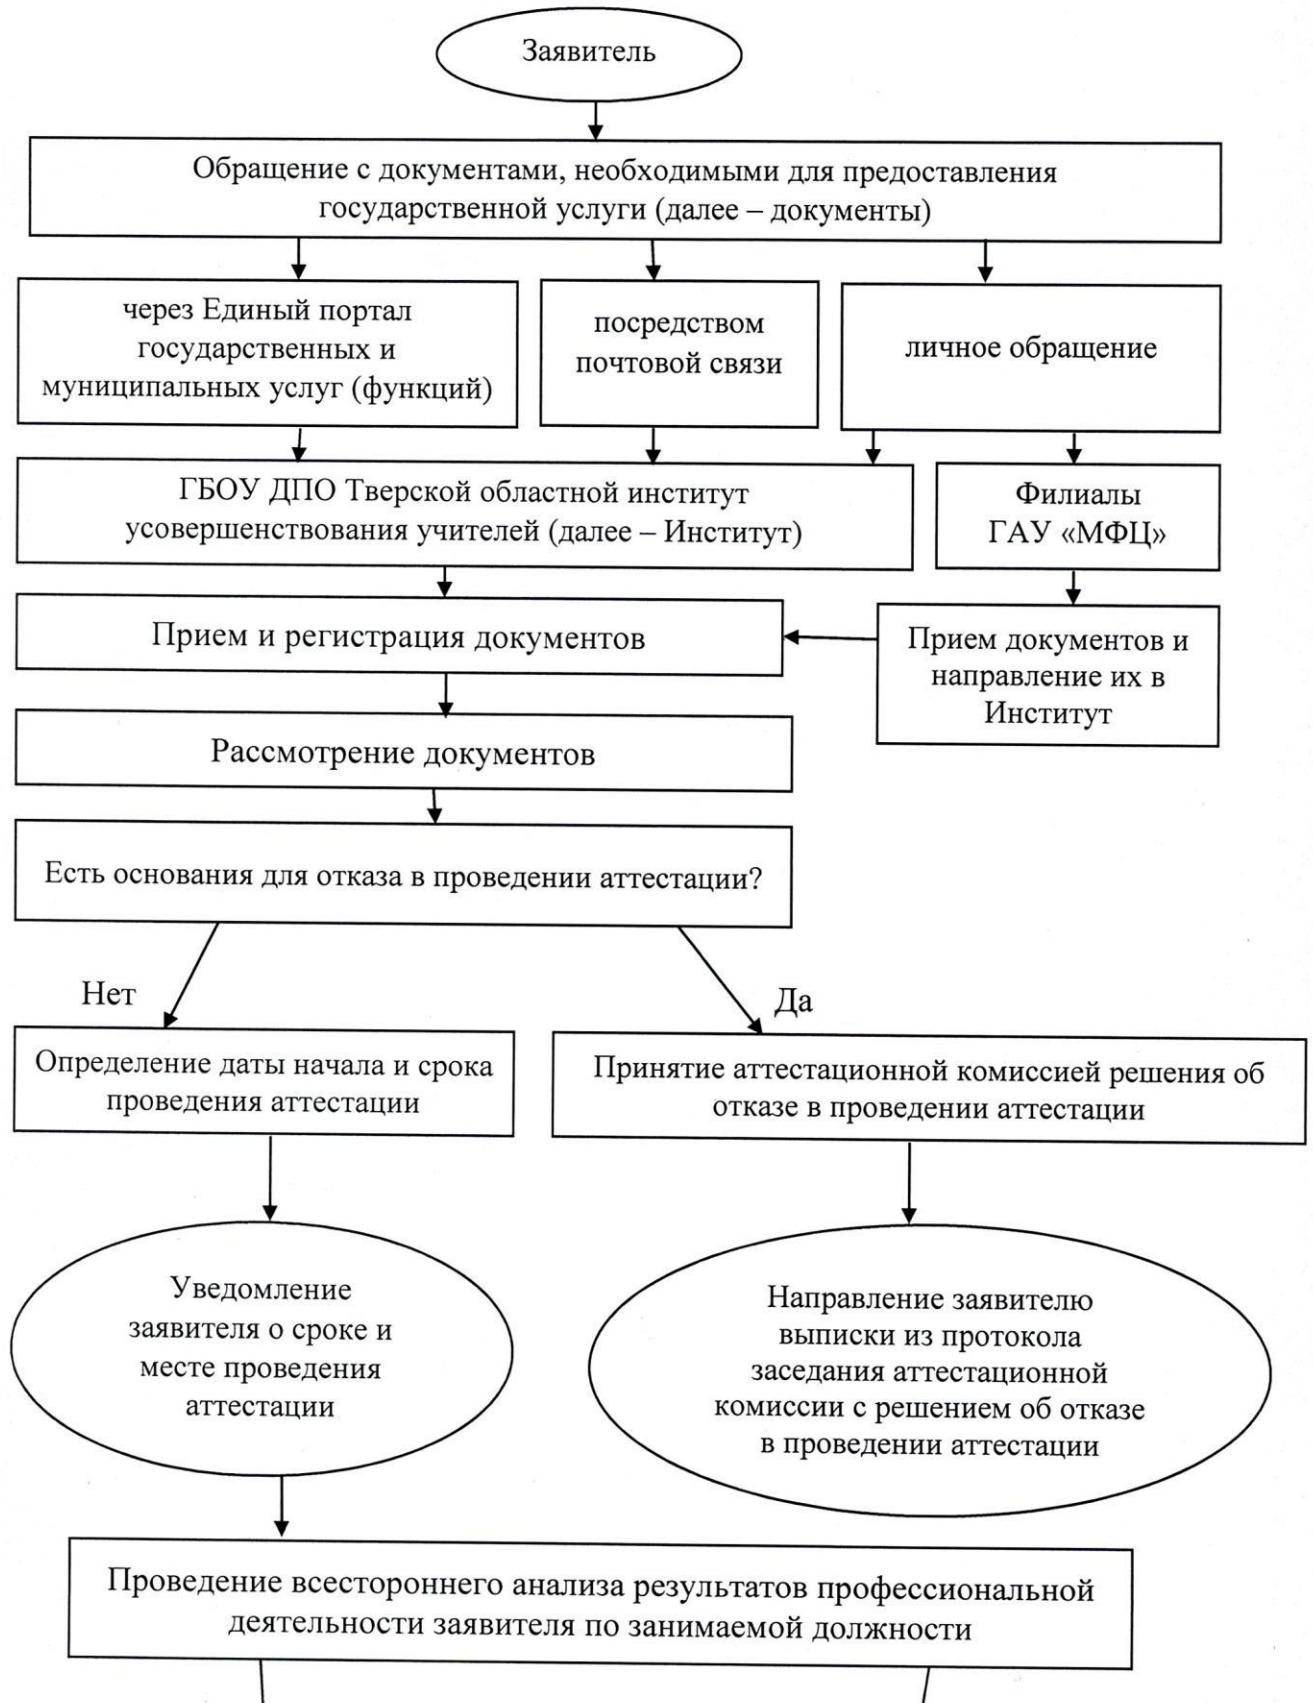 Заявитель
Обращение с документами, необходимыми для предоставления
государственной услуги (далее – документы)
через Единый портал
государственных и
муниципальных услуг (функций)
посредством
почтовой связи
личное обращение
ГБОУ ДПО Тверской областной институт
усовершенствования учителей (далее – Институт)
Филиалы
ГАУ «МФЦ»
Прием и регистрация документов
Прием документов и
направление их в
Институт
Рассмотрение документов
Есть основания для отказа в проведении аттестации?
Нет
Да
Определение даты начала и срока
проведения аттестации
Принятие аттестационной комиссией решения об
отказе в проведении аттестации
Уведомление
заявителя о сроке и
месте проведения
аттестации
Направление заявителю
выписки из протокола
заседания аттестационной
комиссии с решением об отказе
в проведении аттестации
Проведение всестороннего анализа результатов профессиональной
деятельности заявителя по занимаемой должности